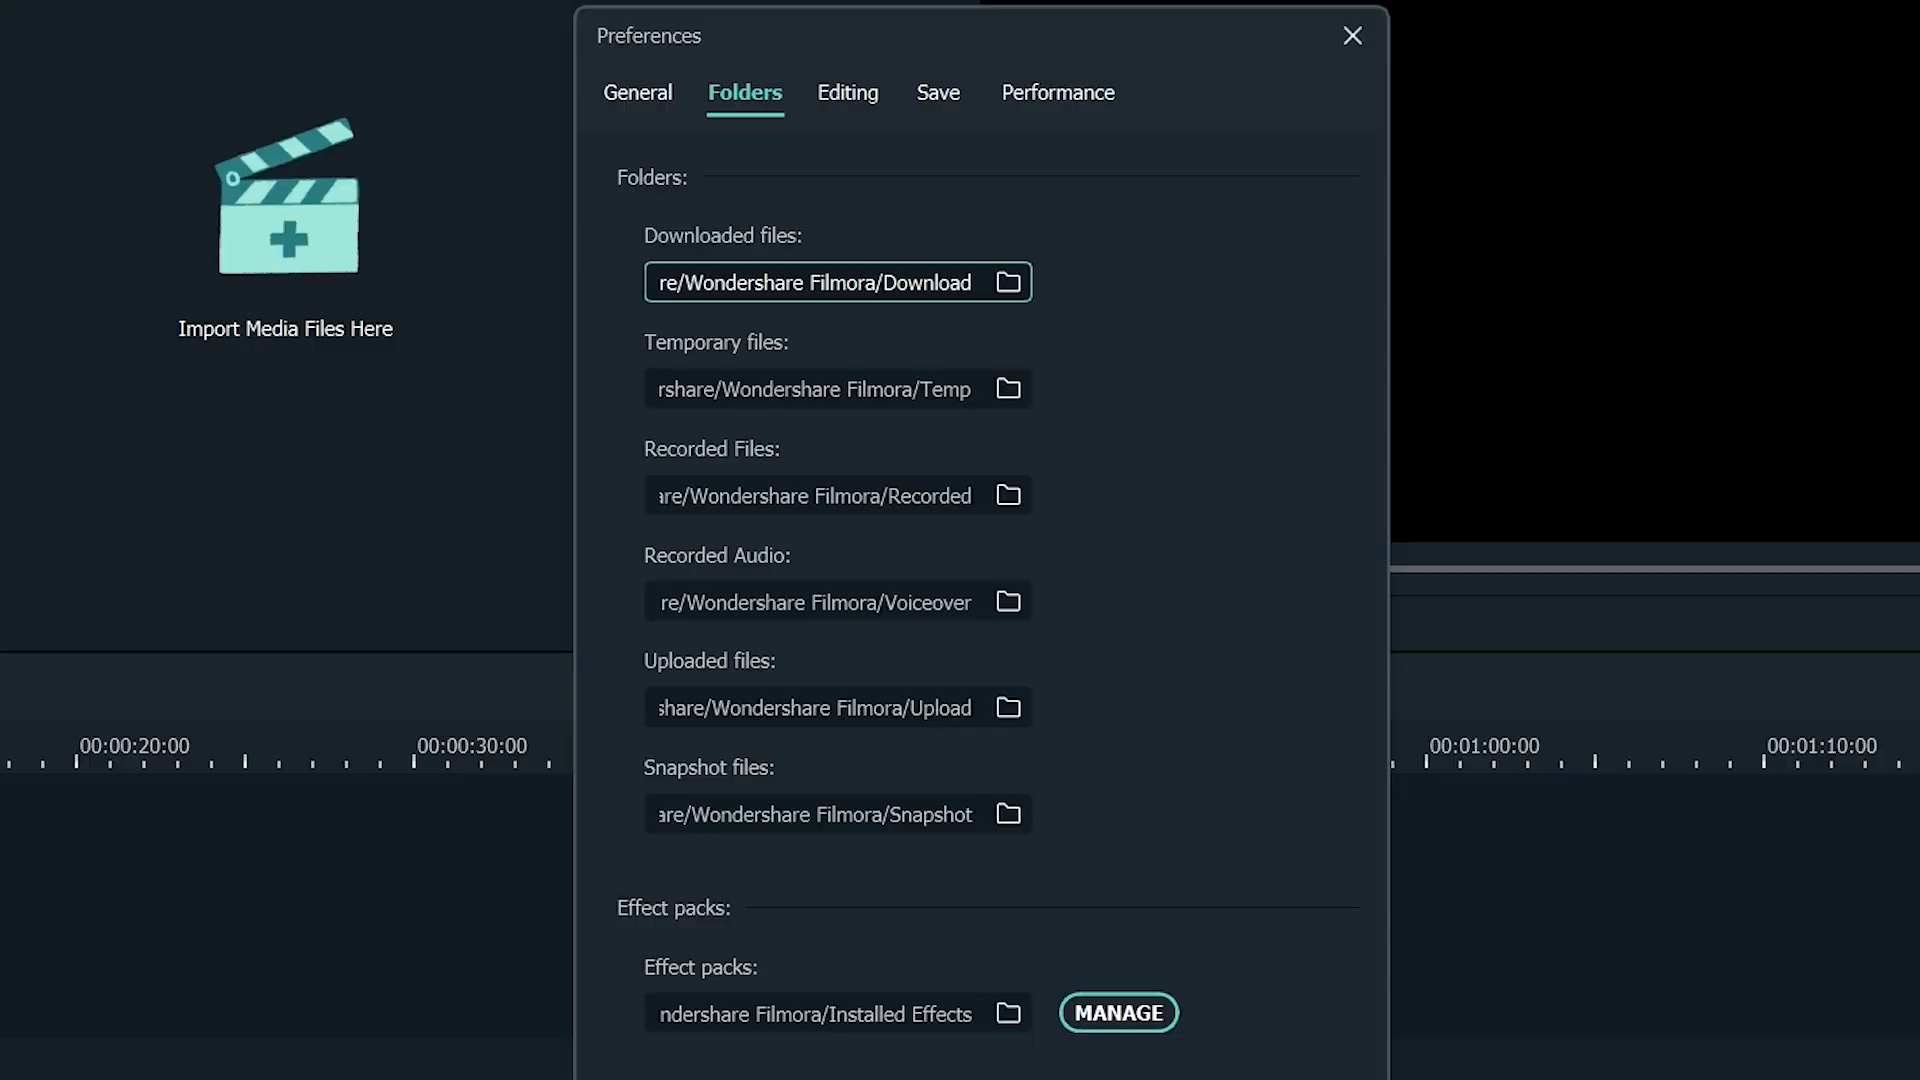 Preferences
General Folders Editing Save Performance
Import Media Files Here
Folders:
Downloaded files:
re/Wondershare Filmora/Download
Temporary files:
rshare/Wondershare Filmora/Temp
Recorded Files:
are/Wondershare Filmora/Recorded
Recorded Audio:
re/Wondershare Filmora/Voiceover
Uploaded files:
share/Wondershare Filmora/Upload
Snapshot files:
are/Wondershare Filmora/Snapshot
Effect packs:
Effect packs:
ndershare Filmora/Installed Effects
MANAGE
00:00:20:00 00:00:30:00 00:01:00:00 00:01:10:00